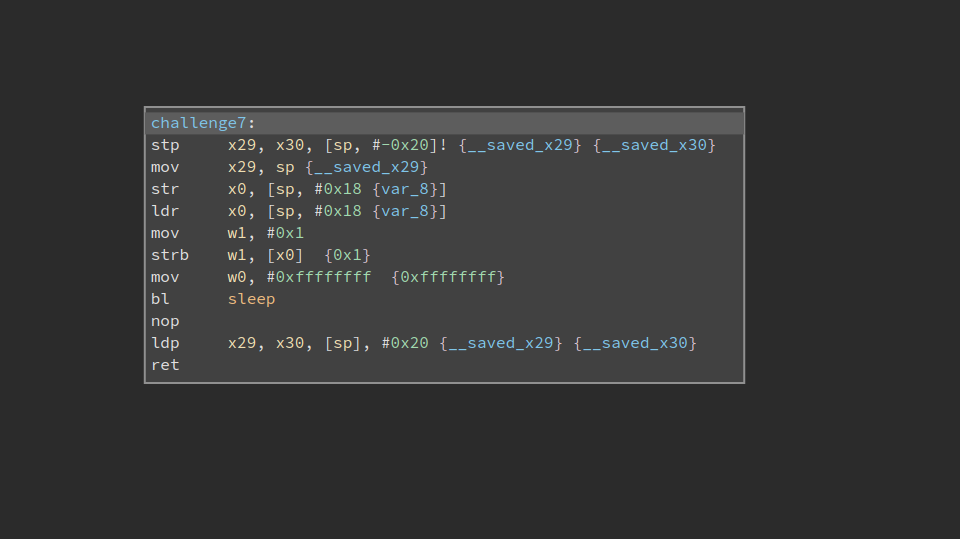 challenge7:
stp     x29, x30, [sp, #-0x20]! {__saved_x29} {__saved_x30}
mov     x29, sp {__saved_x29}
str     x0, [sp, #0x18 {var_8}]
ldr     x0, [sp, #0x18 {var_8}]
mov     w1, #0x1
strb    w1, [x0]  {0x1}
mov     w0, #0xffffffff  {0xffffffff}
bl      sleep
nop
ldp     x29, x30, [sp], #0x20 {__saved_x29} {__saved_x30}
ret